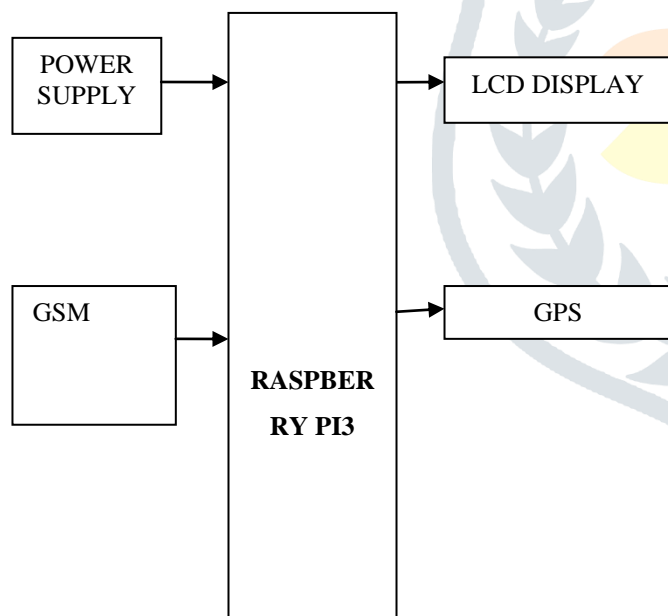 POWER
SUPPLY
LCD DISPLAY
GSM
GPS
RASPBER
RY PI3